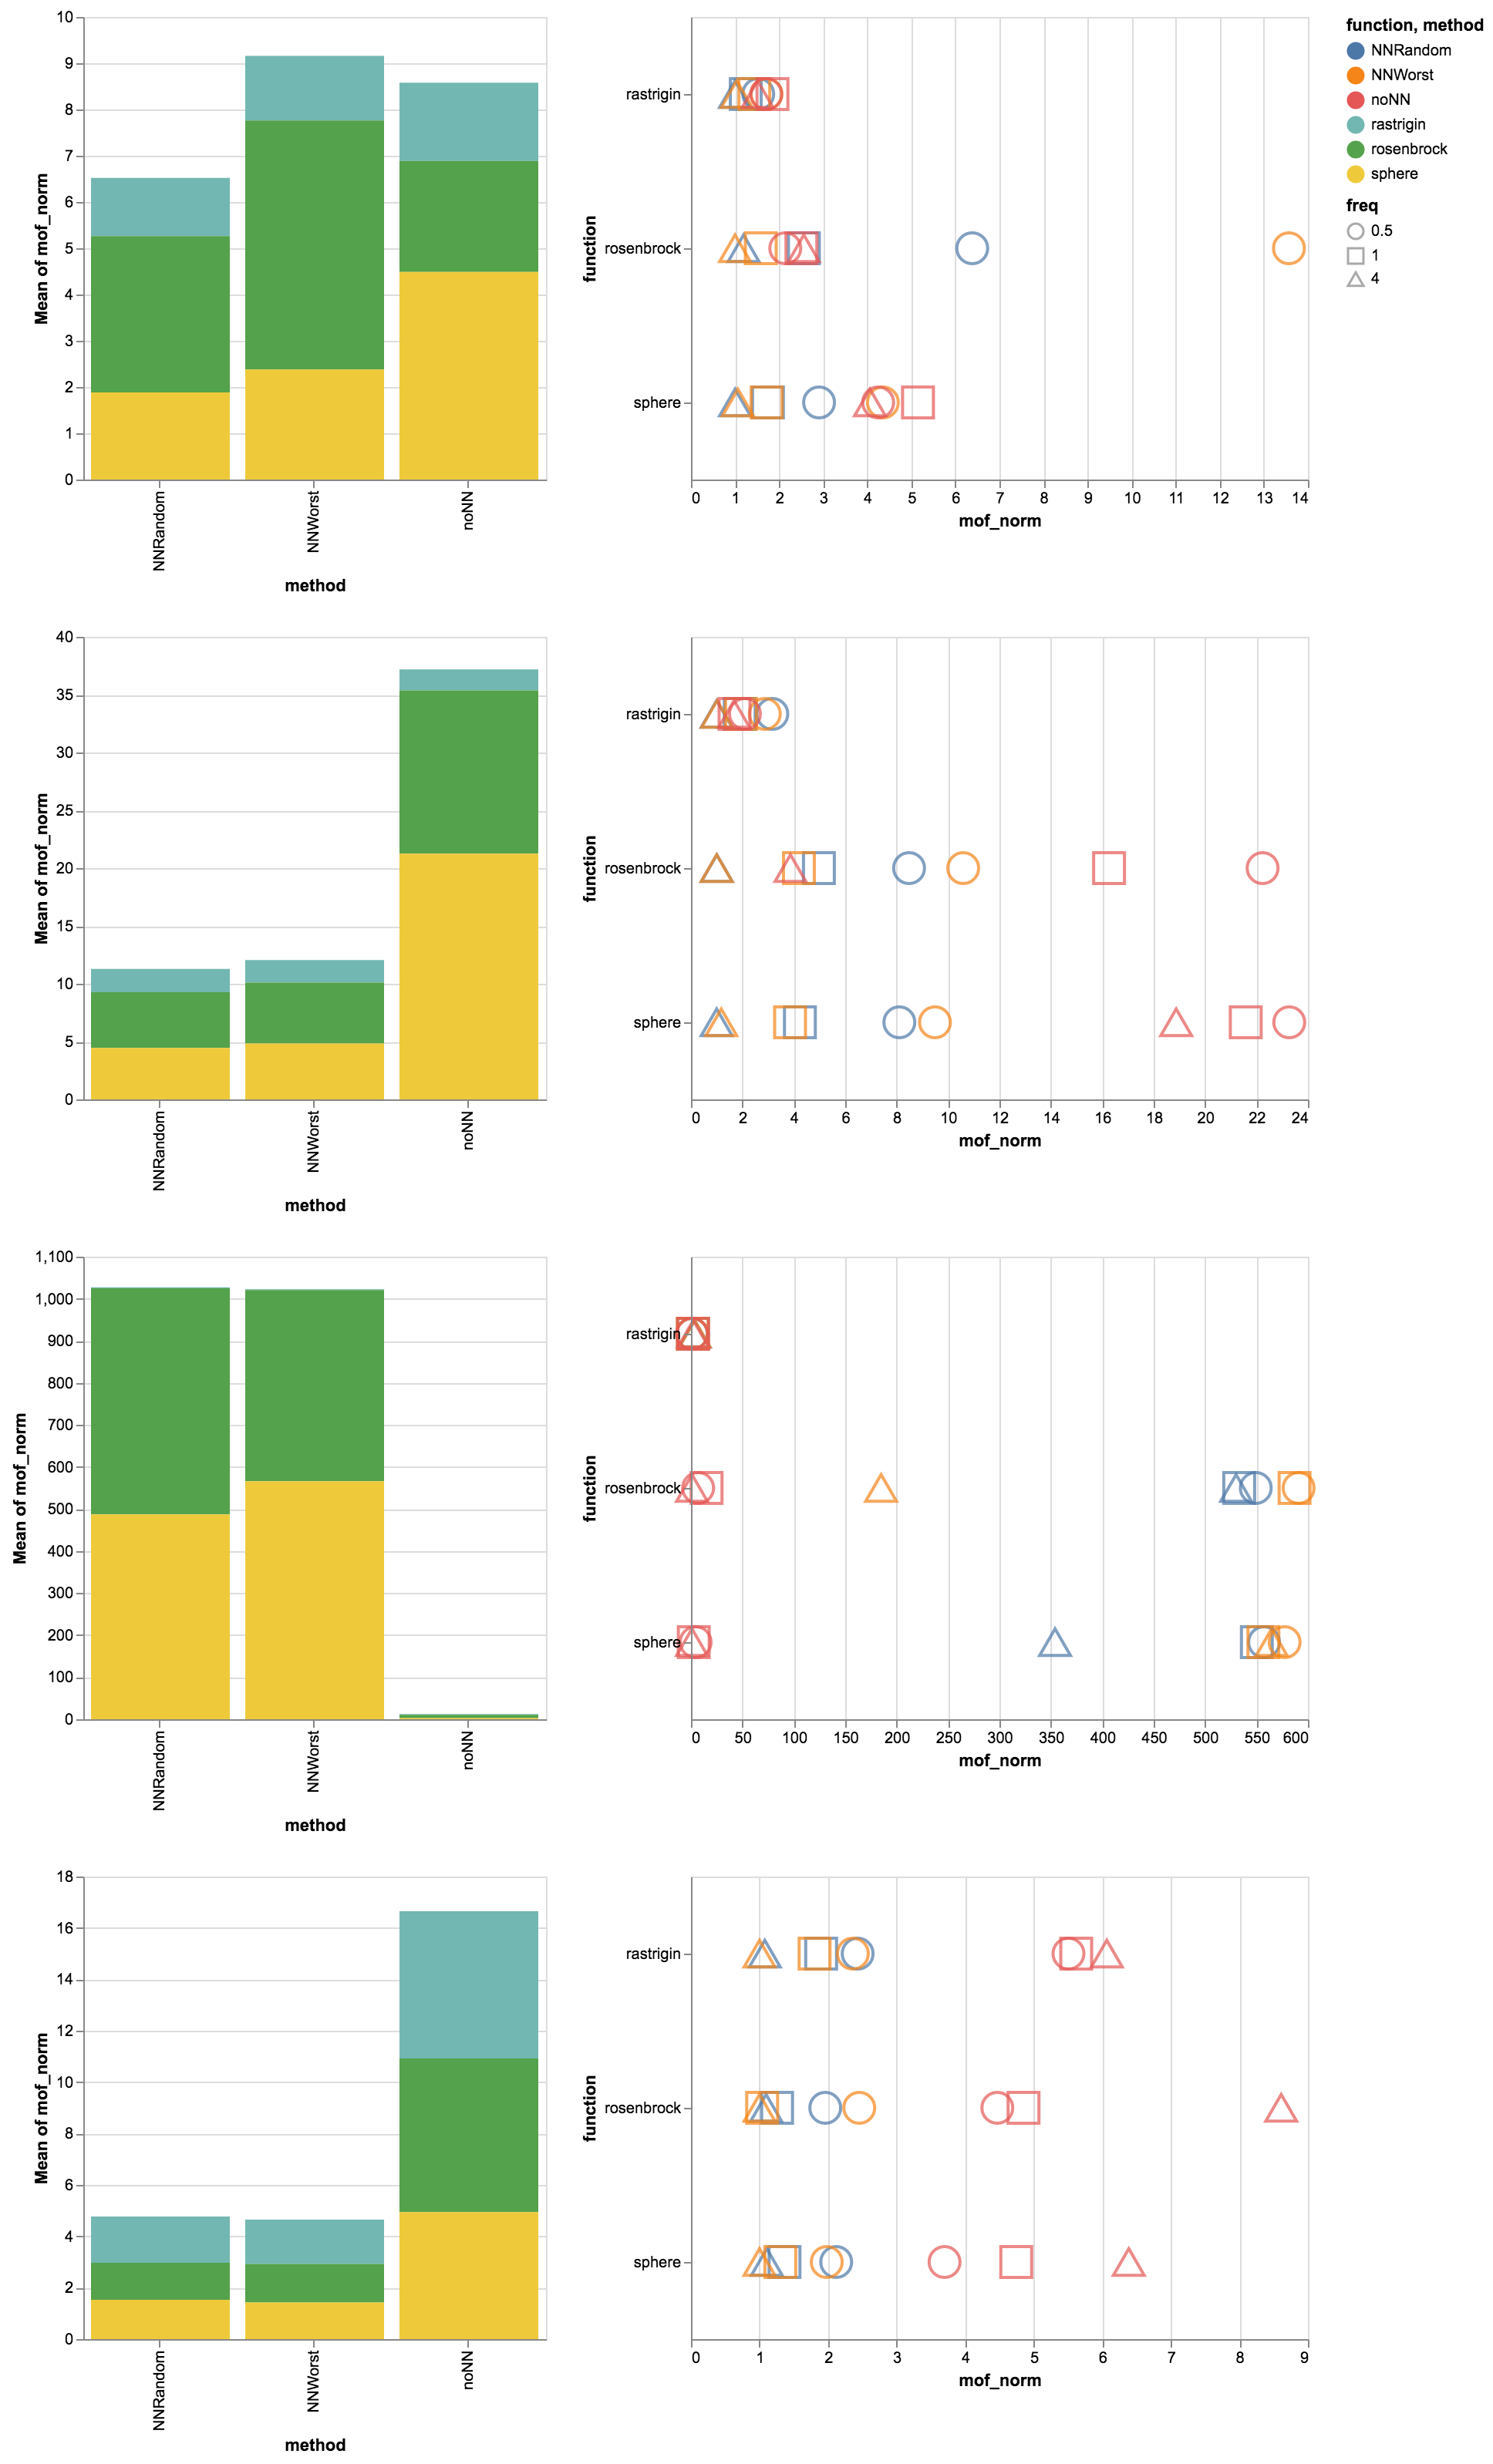 10
9
8
7
6
5
4
3
2
1
0
Mean of mof_norm
NNRandom
NNWorst
noNN
method
rastrigin
rosenbrock
sphere
function
0 1 2 3 4 5 6 7 8 9 10 11 12 13 14
mof_norm
function, method
NNRandom
NNWorst
noNN
rastrigin
rosenbrock
sphere
freq
0.5
1
4
40
35
30
25
20
15
10
5
0
Mean of mof_norm
NNRandom
NNWorst
noNN
method
rastrigin
rosenbrock
sphere
function
0 2 4 6 8 10 12 14 16 18 20 22 24
mof_norm
1,100
1,000
900
800
700
600
500
400
300
200
100
0
Mean of mof_norm
NNRandom
NNWorst
noNN
method
rastrigin
rosenbrock
sphere
function
0 50 100 150 200 250 300 350 400 450 500 550 600
mof_norm
18
16
14
12
10
8
6
4
2
0
Mean of mof_norm
NNRandom
NNWorst
noNN
method
rastrigin
rosenbrock
sphere
function
0 1 2 3 4 5 6 7 8 9
mof_norm